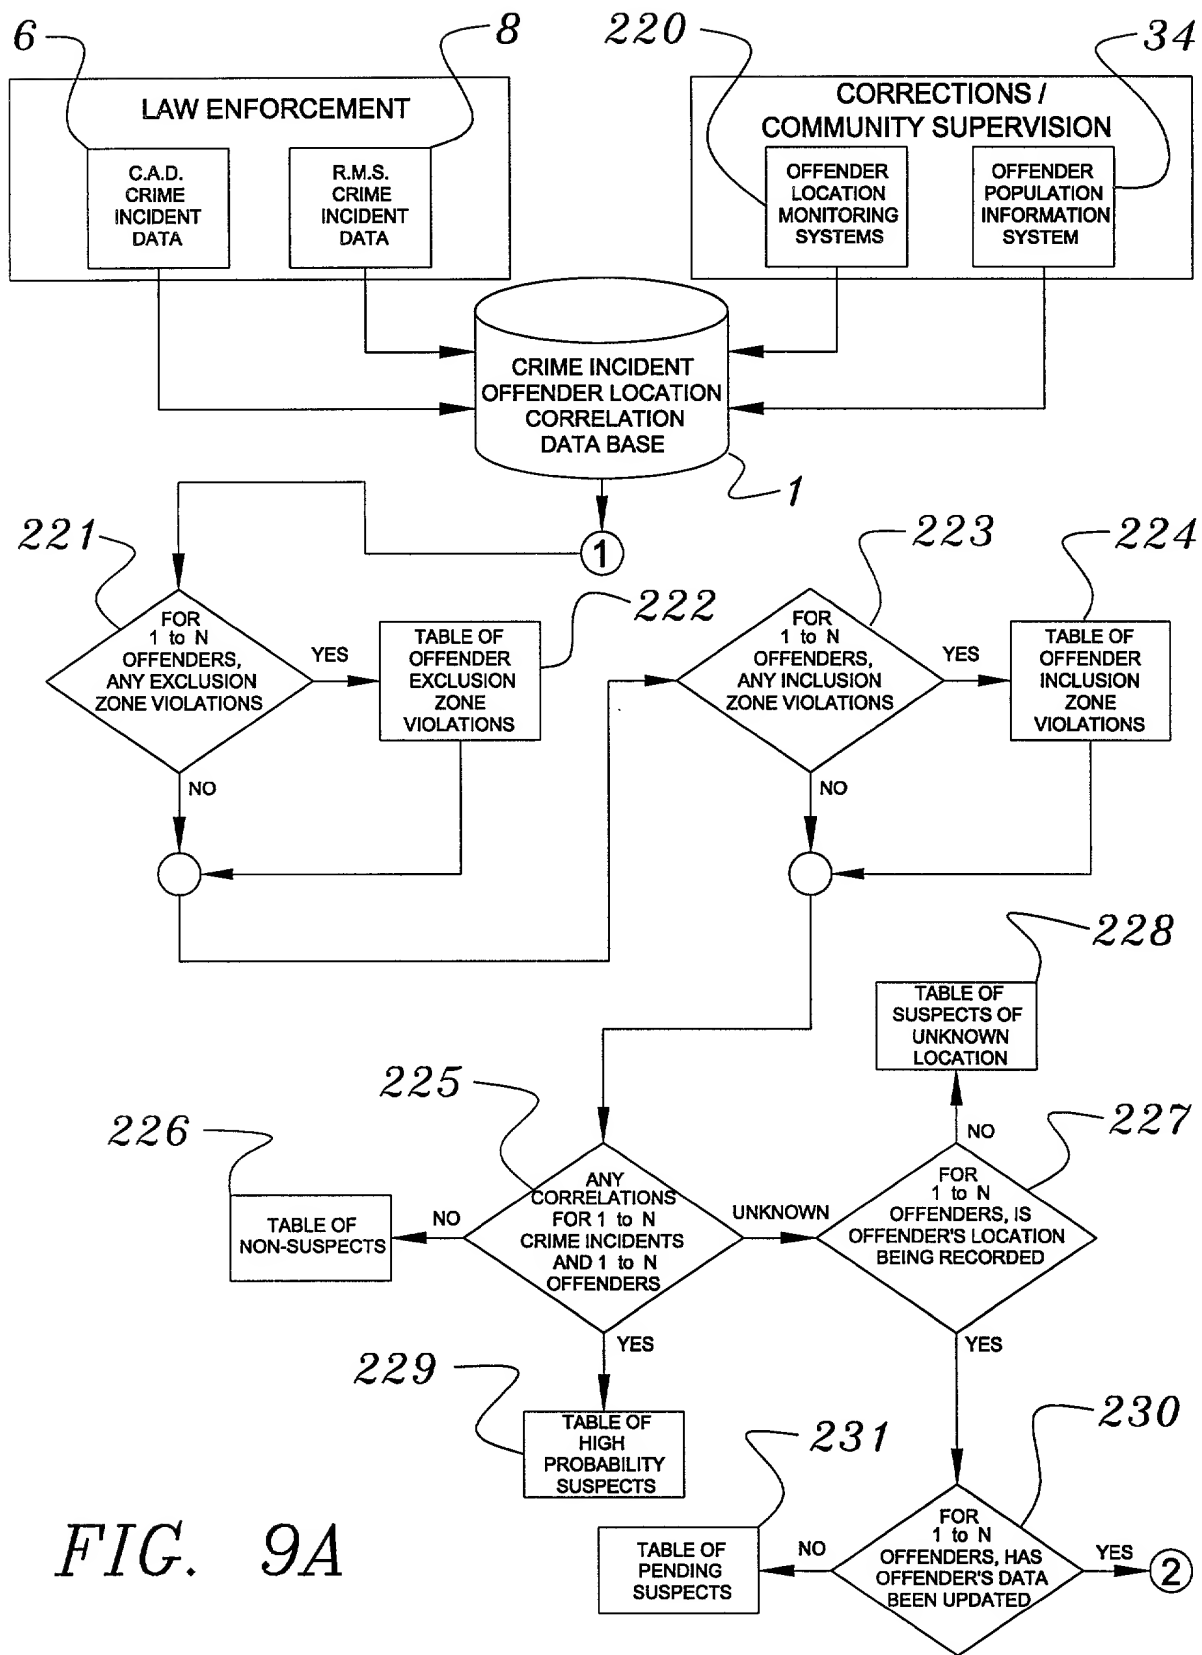 6
8
220
34
LAW ENFORCEMENT
C.A.D.
CRIME
INCIDENT
DATA
R.M.S.
CRIME
INCIDENT
DATA
CORRECTIONS /
COMMUNITY SUPERVISION
OFFENDER
LOCATION
MONITORING
SYSTEMS
OFFENDER
POPULATION
INFORMATION
SYSTEM
CRIME INCIDENT
OFFENDER LOCATION
CORRELATION
DATA BASE
1
1
221
FOR
1 to N
OFFENDERS,
ANY EXCLUSION
ZONE VIOLATIONS
YES
NO
222
TABLE OF
OFFENDER
EXCLUSION
ZONE
VIOLATIONS
223
FOR
1 to N
OFFENDERS,
ANY INCLUSION
ZONE VIOLATIONS
YES
NO
224
TABLE OF
OFFENDER
INCLUSION
ZONE
VIOLATIONS
228
TABLE OF
SUSPECTS OF
UNKNOWN
LOCATION
225
226
227
TABLE OF
NON-SUSPECTS
NO
ANY
CORRELATIONS
FOR 1 to N
CRIME INCIDENTS
AND 1 to N
OFFENDERS
UNKNOWN
YES
NO
FOR
1 to N
OFFENDERS, IS
OFFENDER'S LOCATION
BEING RECORDED
YES
229
TABLE OF
HIGH
PROBABILITY
SUSPECTS
231
230
TABLE OF
PENDING
SUSPECTS
NO
FOR
1 to N
OFFENDERS, HAS
OFFENDER'S DATA
BEEN UPDATED
YES
2
FIG. 9A